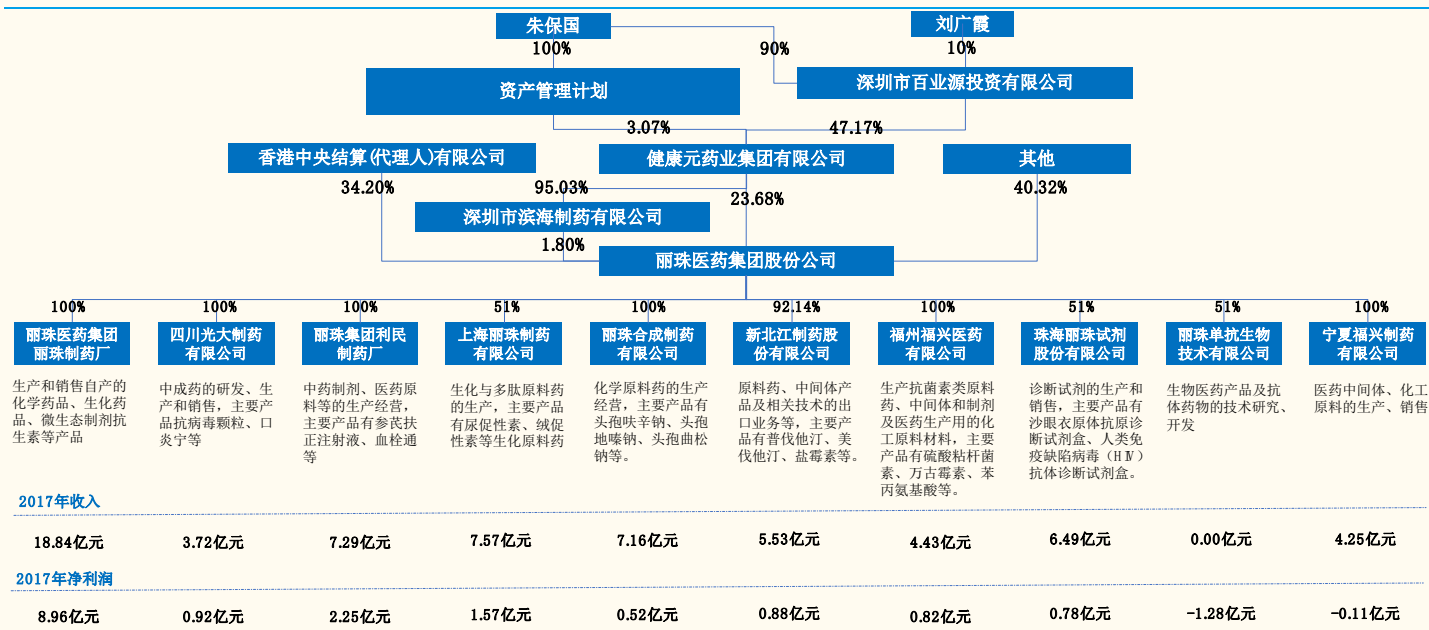 朱保国
刘广霞
100%
90%
10%
资产管理计划
深圳市百业源投资有限公司
3.07%
47.17%
香港中央结算(代理人)有限公司
健康元药业集团有限公司
其他
34.20%
95.03%
23.68%
40.32%
深圳市滨海制药有限公司
1.80%
丽珠医药集团股份公司
100%
100%
100%
51%
100%
92.14%
100%
51%
51%
100%
丽珠医药集团
丽珠制药厂
四川光大制药
有限公司
丽珠集团利民
制药厂
上海丽珠制药
有限公司
丽珠合成制药
有限公司
新北江制药股
份有限公司
福州福兴医药
有限公司
珠海丽珠试剂
股份有限公司
丽珠单抗生物
技术有限公司
宁夏福兴制药
有限公司
生产和销售自产的
化学药品、生化药
品、微生态制剂抗
生素等产品
中成药的研发、生
产和销售，主要产
品抗病毒颗粒、口
炎宁等
中药制剂、医药原
料等的生产经营，
主要产品有参芪扶
正注射液、血栓通
等
生化与多肽原料药
的生产，主要产品
有尿促性素、绒促
性素等生化原料药
化学原料药的生产
经营，主要产品有
头孢呋辛钠、头孢
地嗪钠、头孢曲松
钠等。
原料药、中间体产
品及相关技术的出
口业务等，主要产
品有普伐他汀、美
伐他汀、盐霉素等。
生产抗菌素类原料
药、中间体和制剂
及医药生产用的化
工原料材料，主要
产品有硫酸粘杆菌
素、万古霉素、苯
丙氨基酸等。
诊断试剂的生产和
销售，主要产品有
沙眼衣原体抗原诊
断试剂盒、人类免
疫缺陷病毒（HIV）
抗体诊断试剂盒。
生物医药产品及抗
体药物的技术研究、
开发
医药中间体、化工
原料的生产、销售
2017年收入
18.84亿元
3.72亿元
7.29亿元
7.57亿元
7.16亿元
5.53亿元
4.43亿元
6.49亿元
0.00亿元
4.25亿元
2017年净利润
8.96亿元
0.92亿元
2.25亿元
1.57亿元
0.52亿元
0.88亿元
0.82亿元
0.78亿元
-1.28亿元
-0.11亿元